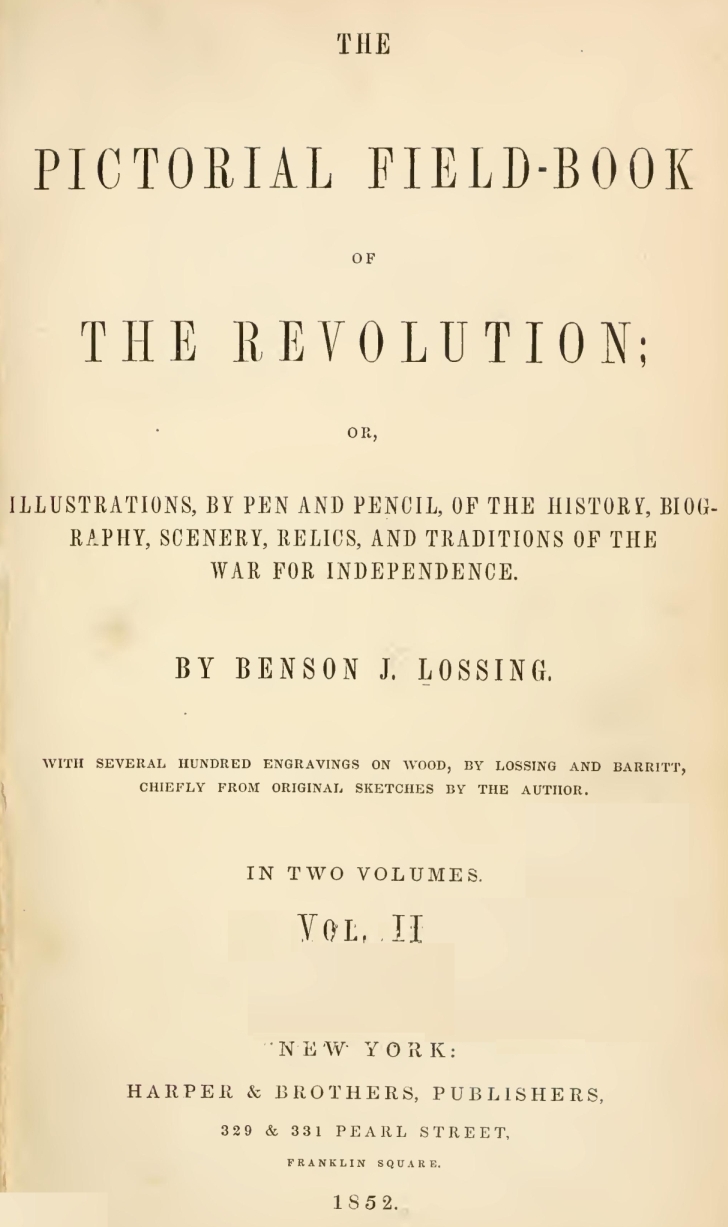 THE
PICTORIAL FIELD-BOOK
OF
THE REVOLUTION;
OR,
ILLUSTRATIONS, BY PEN AND PENCIL, OF THE HISTORY, BIOG-
RAPHY, SCENERY, RELICS, AND TRADITIONS OF THE
WAR FOR INDEPENDENCE.
BY BENSON J. LOSSING.
WITH SEVERAL HUNDRED ENGRAVINGS ON WOOD, BY LOSSING AND BARRITT,
CHIEFLY FROM ORIGINAL SKETCHES BY THE AUTHOR.
IN TWO VOLUMES.
VOL. II
NEW YORK:
HARPER & BROTHERS, PUBLISHERS,
329 & 331 PEARL STREET,
FRANKLIN SQUARE.
1852.